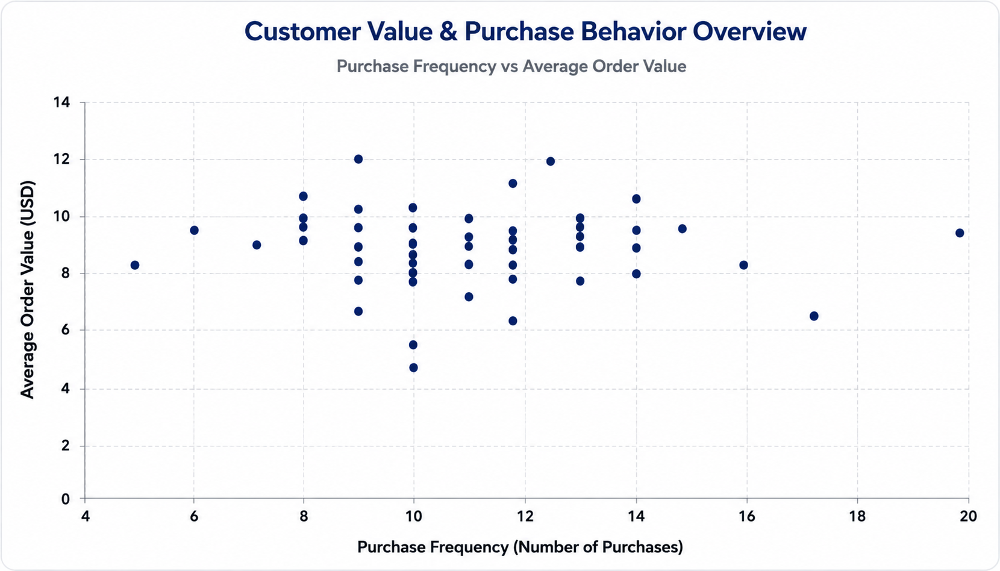 Customer Value & Purchase Behavior Overview
Purchase Frequency vs Average Order Value
Average Order Value (USD)
14
12
10
8
6
4
2
0
4 6 8 10 12 14 16 18 20
Purchase Frequency (Number of Purchases)